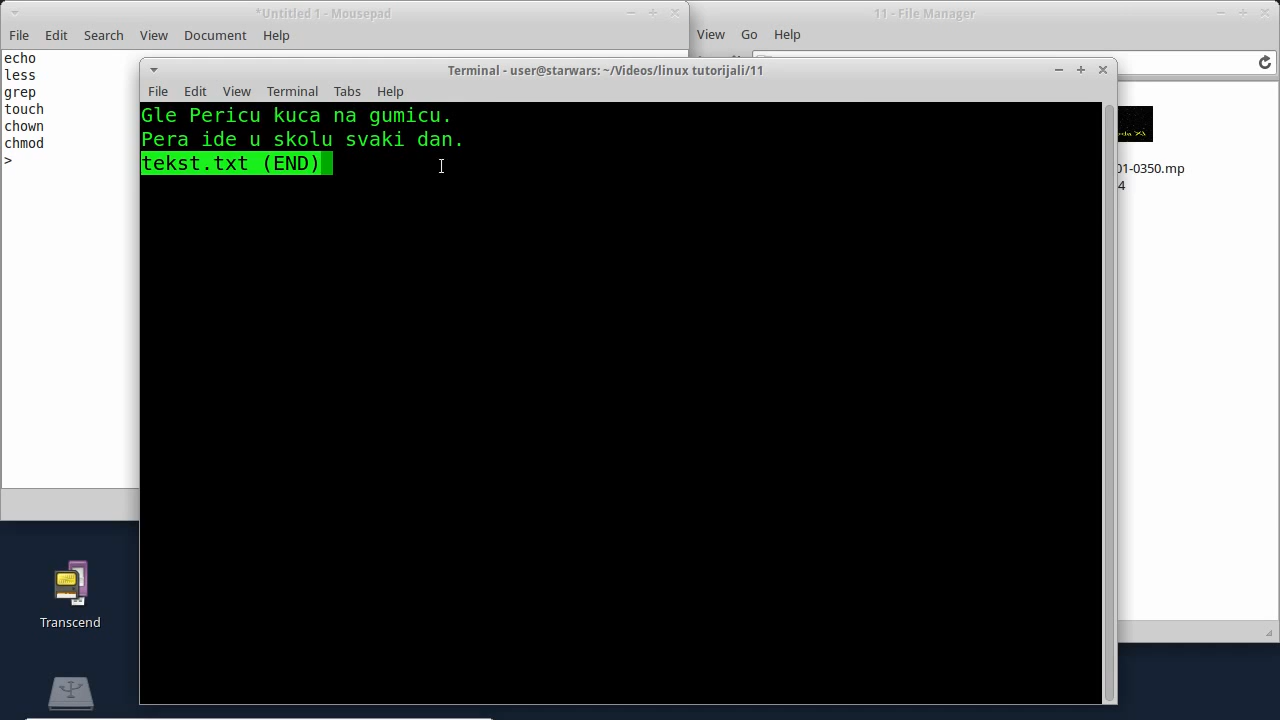 *Untitled 1 - Mousepad
File Edit Search View Document Help
echo
less
grep
touch
chown
chmod
>
11 - File Manager
View Go Help
01-0350.mp
4
Terminal - user@starwars: ~/Videos/linux tutorijali/11
File Edit View Terminal Tabs Help
Gle Pericu kuca na gumicu.
Pera ide u skolu svaki dan.
tekst.txt (END)
Transcend